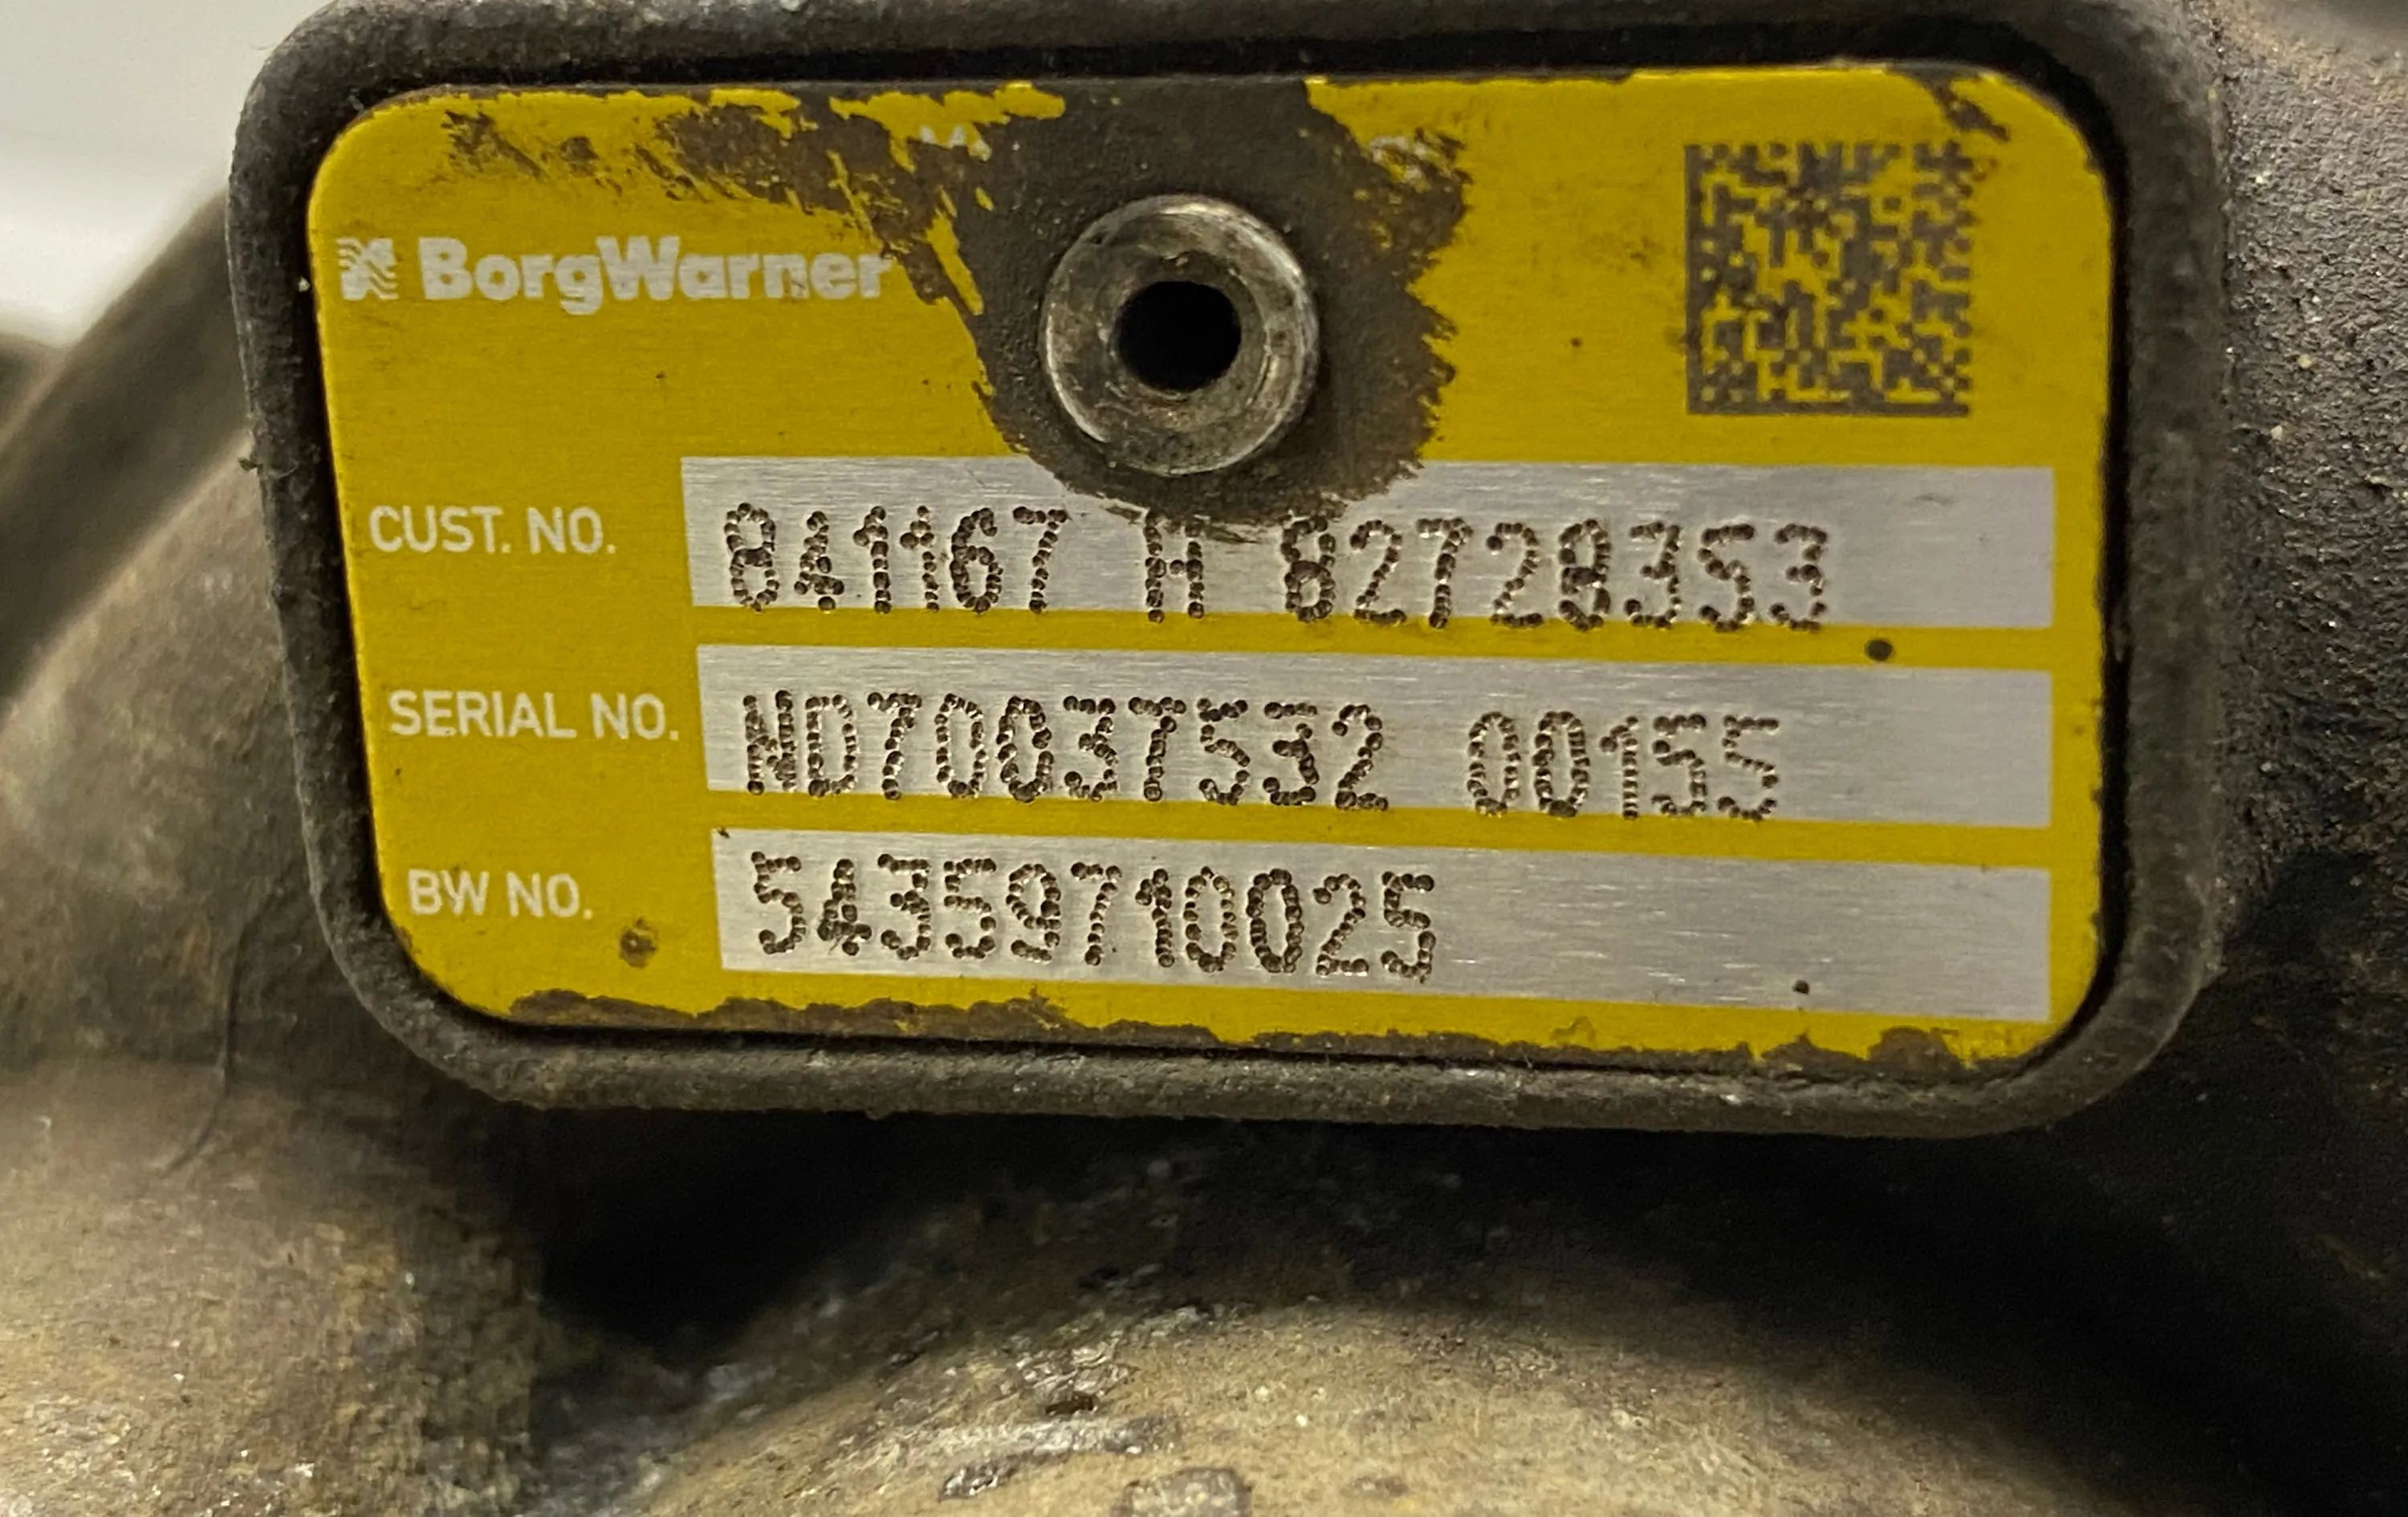 BorgWarner
CUST. NO. 841167 H 82728353
SERIAL NO. ND70037532 00155
BW NO. 54359710025